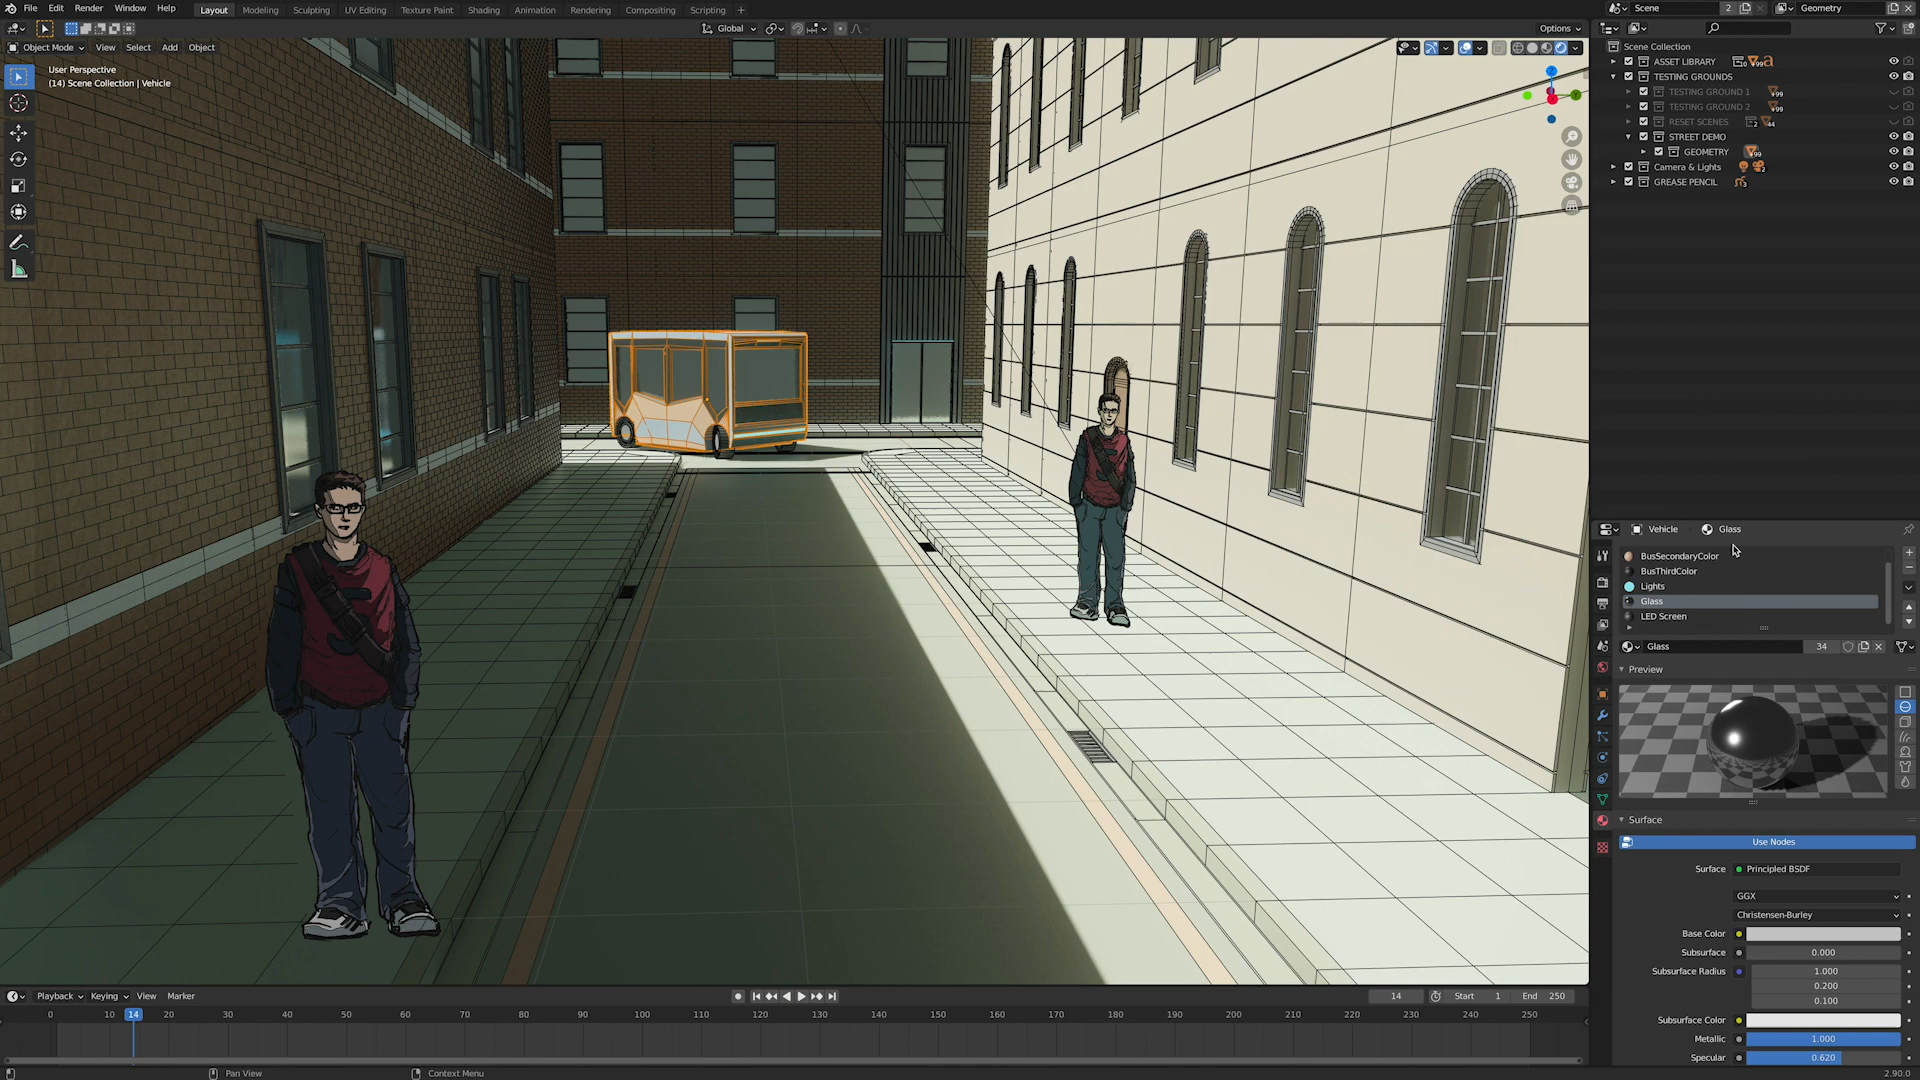 File Edit Render Window Help Layout Modeling Sculpting UV Editing Texture Paint Shading Animation Rendering Compositing Scripting + Scene 2 Geometry
Global Options
Object Mode View Select Add Object
User Perspective
(14) Scene Collection | Vehicle
Scene Collection
ASSET LIBRARY
TESTING GROUNDS
TESTING GROUND 1
TESTING GROUND 2
RESET SCENES
STREET DEMO
GEOMETRY
Camera & Lights
GREASE PENCIL
Vehicle Glass
BusSecondaryColor
BusThirdColor
Lights
Glass
LED Screen
Glass 34
Preview
Surface
Use Nodes
Surface Principled BSDF
GGX
Christensen-Burley
Base Color
Subsurface 0.000
Subsurface Radius 1.000
0.200
0.100
Subsurface Color
Metallic 1.000
Specular 0.620
Playback Keying View Marker 14 Start 1 End 250
0 10 14 20 30 40 50 60 70 80 90 100 110 120 130 140 150 160 170 180 190 200 210 220 230 240 250
Pan View Context Menu 2.90.0